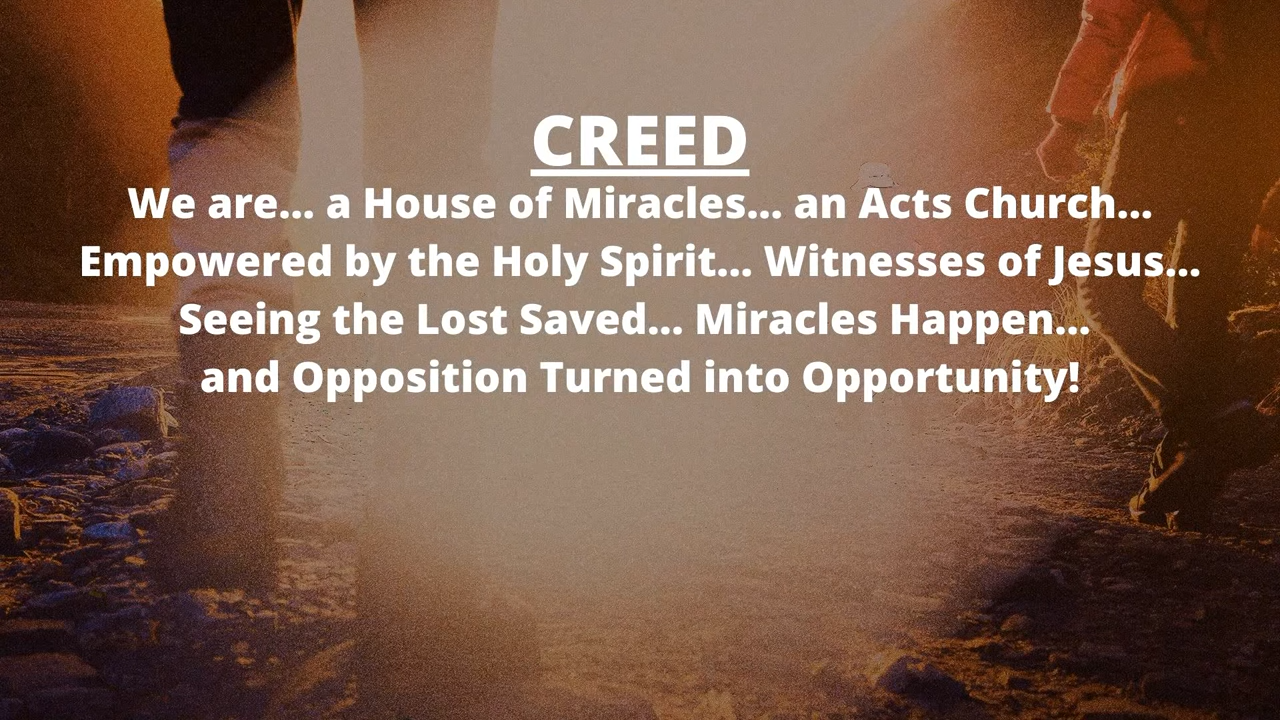 CREED
We are... a House of Miracles... an Acts Church...
Empowered by the Holy Spirit... Witnesses of Jesus...
Seeing the Lost Saved... Miracles Happen...
and Opposition Turned into Opportunity!